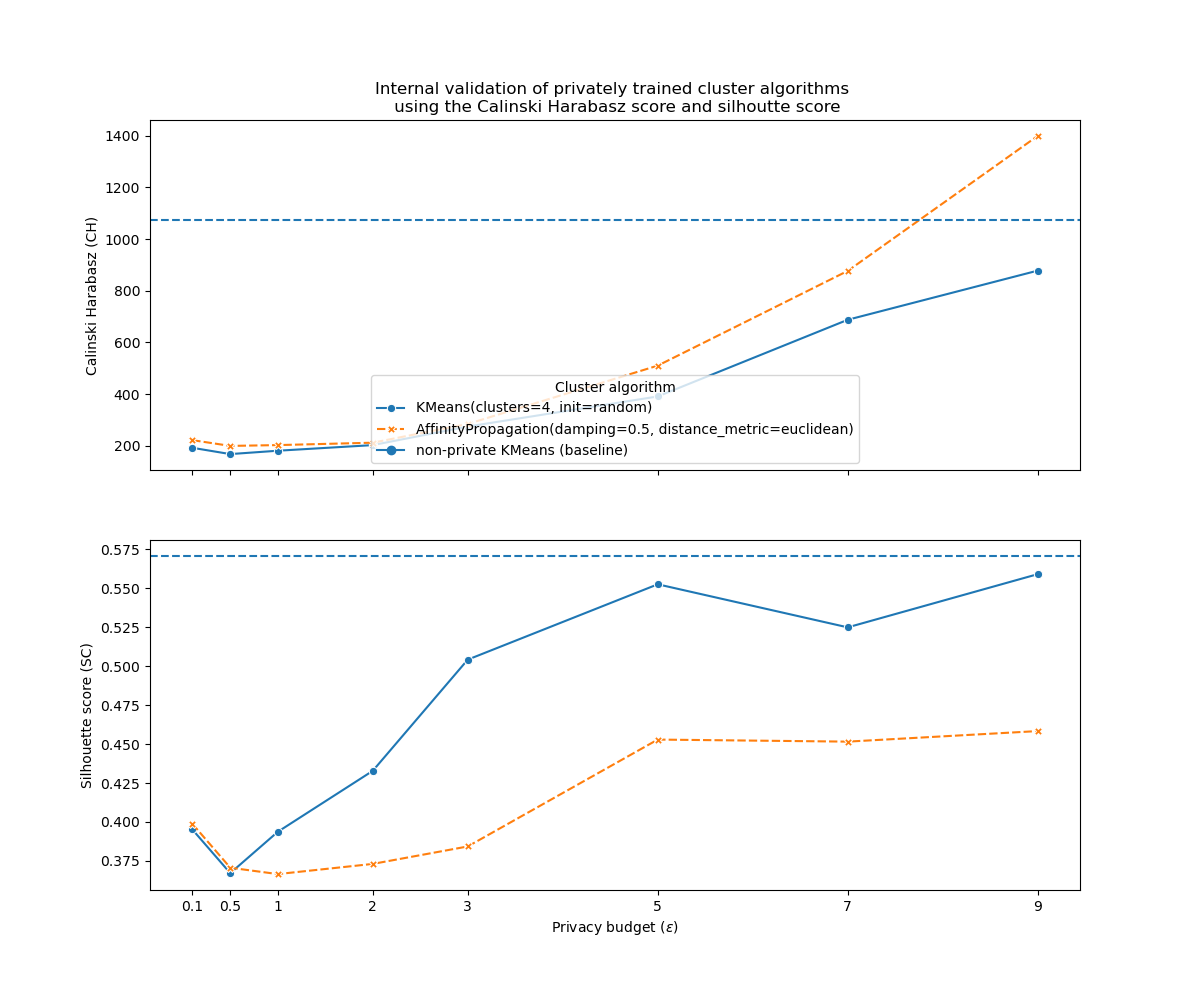 Internal validation of privately trained cluster algorithms
using the Calinski Harabasz score and silhoutte score
1400
1200
1000
800
600
400
200
Calinski Harabasz (CH)
Cluster algorithm
KMeans(clusters=4, init=random)
AffinityPropagation(damping=0.5, distance_metric=euclidean)
non-private KMeans (baseline)
0.575
0.550
0.525
0.500
0.475
0.450
0.425
0.400
0.375
Silhouette score (SC)
0.1 0.5 1 2 3 5 7 9
Privacy budget (ε)